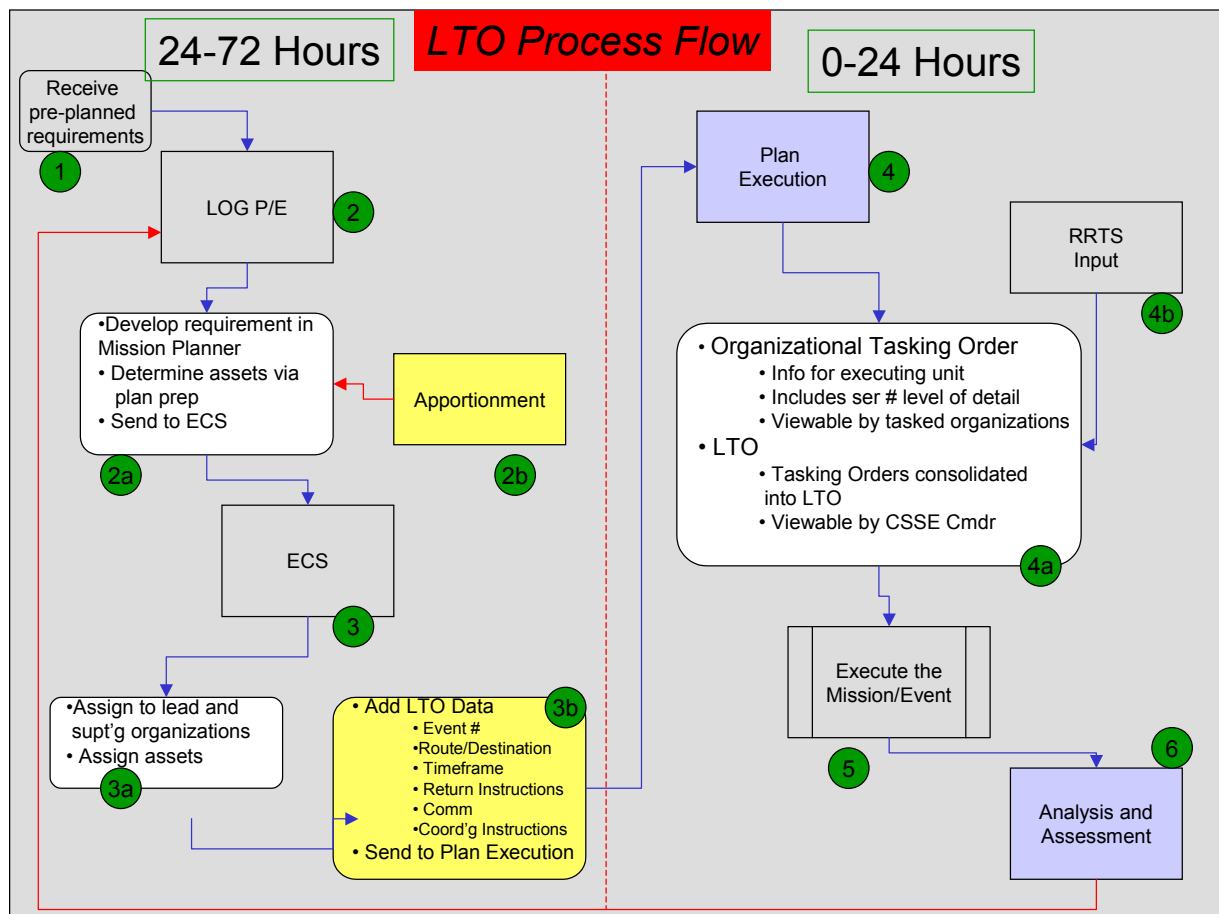 LTO Process Flow
24-72 Hours
0-24 Hours
Receive
pre-planned
requirements
1
LOG P/E
2
•Develop requirement in
Mission Planner
• Determine assets via
plan prep
• Send to ECS
2a
Apportionment
2b
ECS
3
•Assign to lead and
supt'g organizations
• Assign assets
3a
• Add LTO Data
• Event #
•Route/Destination
• Timeframe
• Return Instructions
• Comm
•Coord'g Instructions
• Send to Plan Execution
3b
Plan
Execution
4
RRTS
Input
4b
• Organizational Tasking Order
• Info for executing unit
• Includes ser # level of detail
• Viewable by tasked organizations
• LTO
• Tasking Orders consolidated
into LTO
• Viewable by CSSE Cmdr
4a
Execute the
Mission/Event
5
6
Analysis and
Assessment